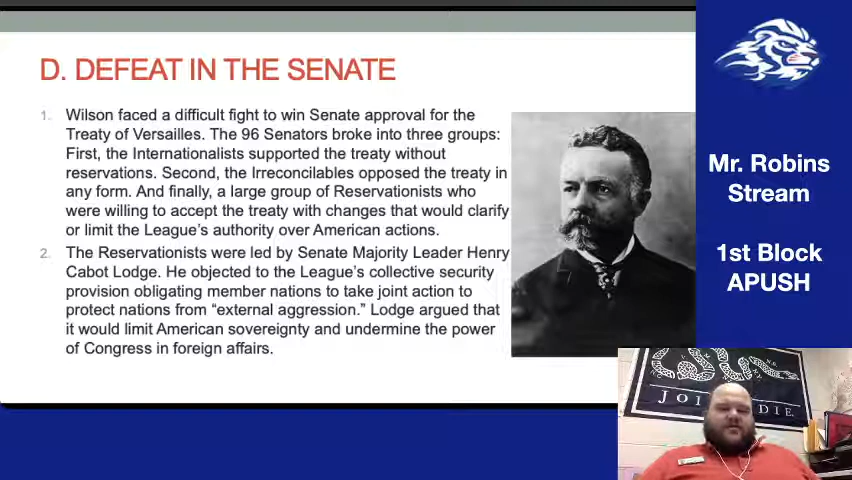 D. DEFEAT IN THE SENATE
1. Wilson faced a difficult fight to win Senate approval for the
Treaty of Versailles. The 96 Senators broke into three groups:
First, the Internationalists supported the treaty without
reservations. Second, the Irreconcilables opposed the treaty in
any form. And finally, a large group of Reservationists who
were willing to accept the treaty with changes that would clarify
or limit the League’s authority over American actions.
2. The Reservationists were led by Senate Majority Leader Henry
Cabot Lodge. He objected to the League’s collective security
provision obligating member nations to take joint action to
protect nations from “external aggression.” Lodge argued that
it would limit American sovereignty and undermine the power
of Congress in foreign affairs.
Mr. Robins
Stream
1st Block
APUSH
DIE.